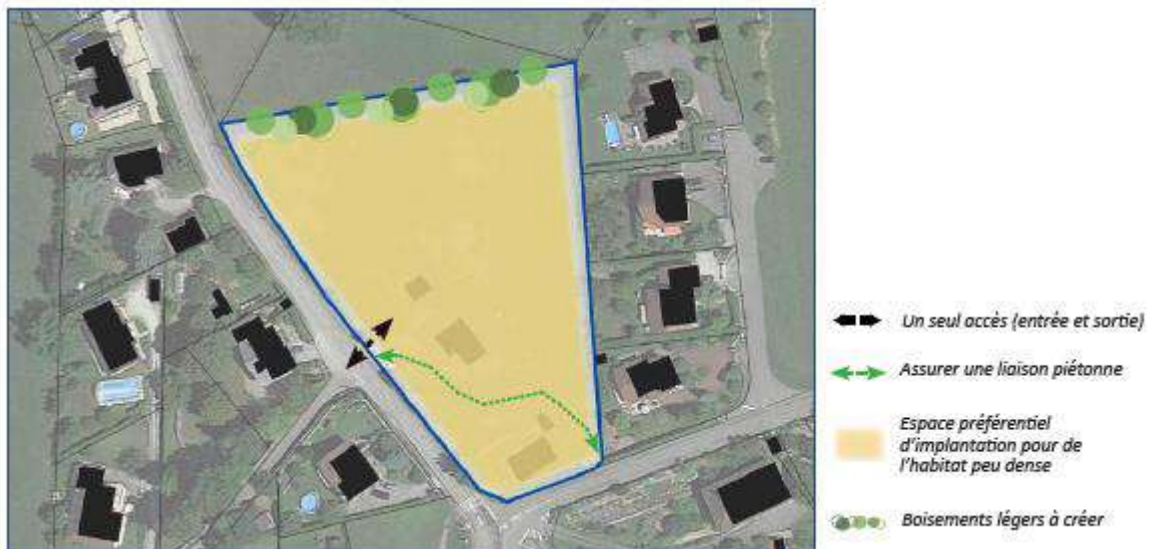 Un seul accès (entrée et sortie)
Assurer une liaison piétonne
Espace préférentiel
d'implantation pour de
l'habitat peu dense
Boisements légers à créer